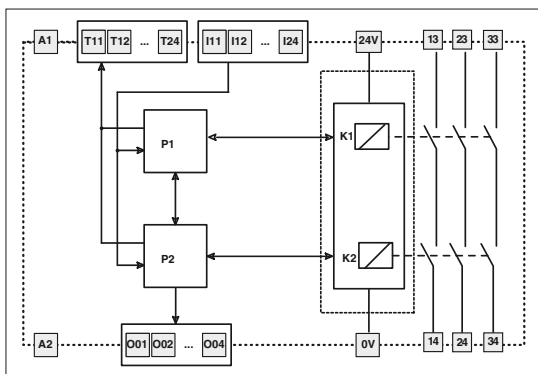 A1 T11 T12 ... T24 I11 I12 ... I24 24V 13 23 33
P1 K1
P2 K2
A2 O01 O02 ... O04 0V 14 24 34